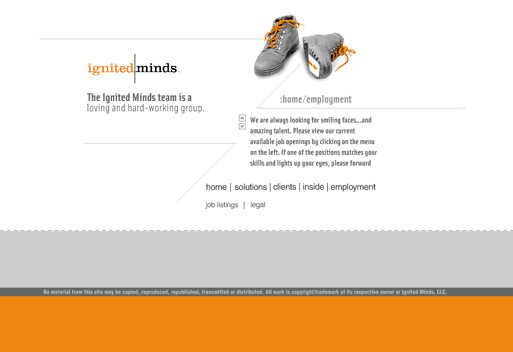 ignitedminds
The Ignited Minds team is a
loving and hard-working group.
:home/employment
We are always looking for smiling faces...and
amazing talent. Please view our current
available job openings by clicking on the menu
on the left. If one of the positions matches your
skills and lights up your eyes, please forward
home | solutions | clients | inside | employment
job listings | legal
No material from this site may be copied, reproduced, republished, transmitted or distributed. All work is copyright/trademark of its respective owner or Ignited Minds, LLC.